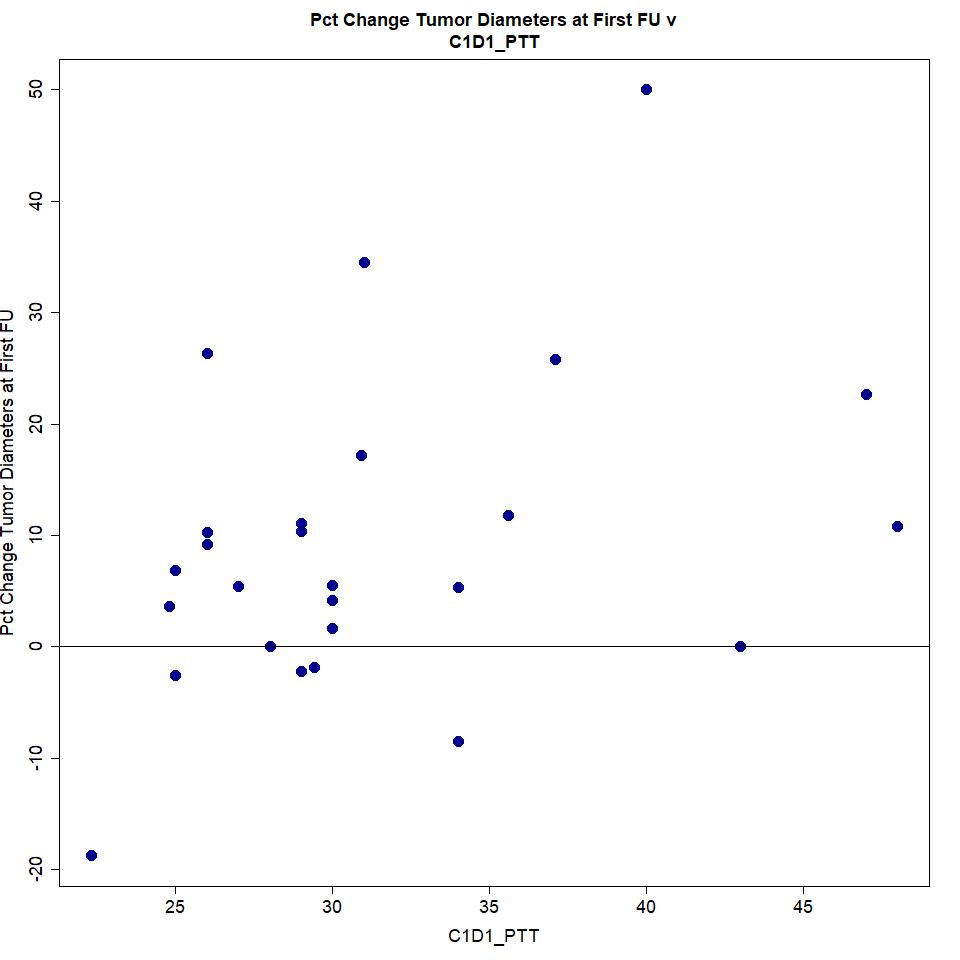 Pct Change Tumor Diameters at First FU v
C1D1_PTT
Pct Change Tumor Diameters at First FU
50
40
30
20
10
0
-10
-20
25 30 35 40 45
C1D1_PTT